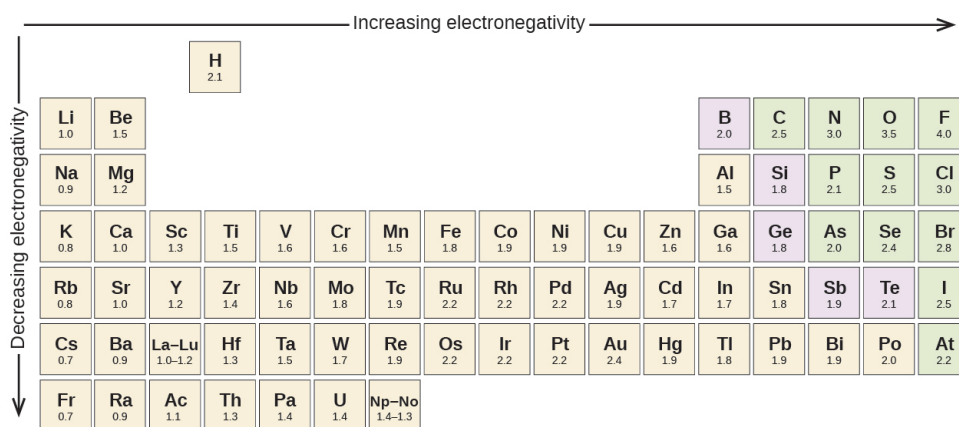 Increasing electronegativity
Decreasing electronegativity
H
2.1
Li Be B C N O F
1.0 1.5 2.0 2.5 3.0 3.5 4.0
Na Mg Al Si P S Cl
0.9 1.2 1.5 1.8 2.1 2.5 3.0
K Ca Sc Ti V Cr Mn Fe Co Ni Cu Zn Ga Ge As Se Br
0.8 1.0 1.3 1.5 1.6 1.6 1.5 1.8 1.9 1.9 1.9 1.6 1.6 1.8 2.0 2.4 2.8
Rb Sr Y Zr Nb Mo Tc Ru Rh Pd Ag Cd In Sn Sb Te I
0.8 1.0 1.2 1.4 1.6 1.8 1.9 2.2 2.2 2.2 1.9 1.7 1.7 1.8 1.9 2.1 2.5
Cs Ba La–Lu Hf Ta W Re Os Ir Pt Au Hg Tl Pb Bi Po At
0.7 0.9 1.0–1.2 1.3 1.5 1.7 1.9 2.2 2.2 2.2 2.4 1.9 1.8 1.9 1.9 2.0 2.2
Fr Ra Ac Th Pa U Np–No
0.7 0.9 1.1 1.3 1.4 1.4 1.4–1.3